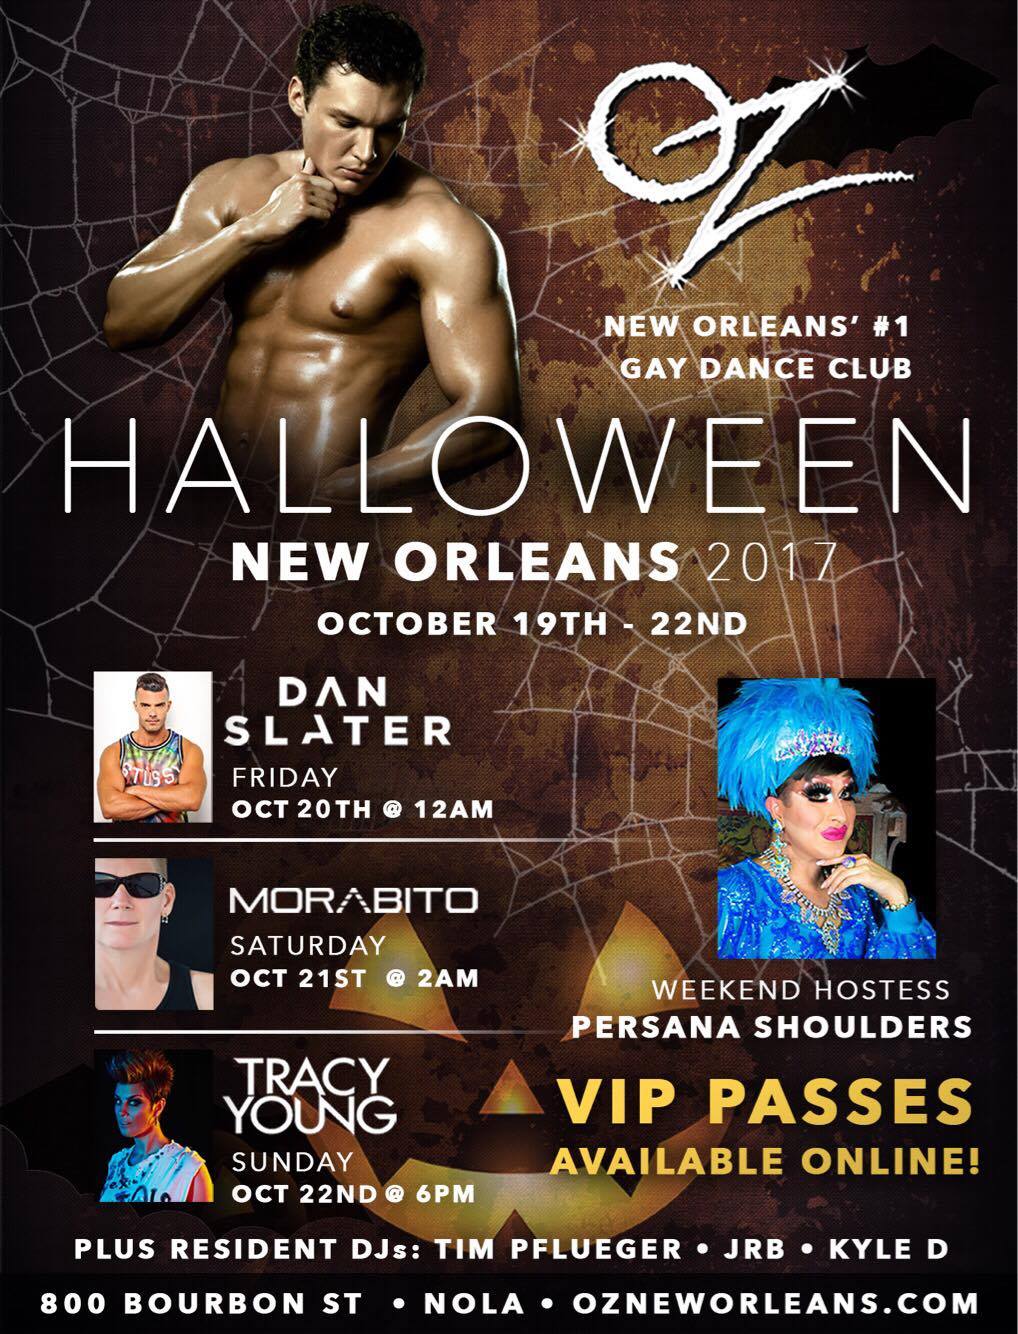 OZ
NEW ORLEANS' #1
GAY DANCE CLUB
HALLOWEEN
NEW ORLEANS 2017
OCTOBER 19TH - 22ND
DAN
SLATER
FRIDAY
OCT 20TH @ 12AM
MORABITO
SATURDAY
OCT 21ST @ 2AM
TRACY
YOUNG
SUNDAY
OCT 22ND @ 6PM
WEEKEND HOSTESS
PERSANA SHOULDERS
VIP PASSES
AVAILABLE ONLINE!
PLUS RESIDENT DJs: TIM PFLUEGER • JRB • KYLE D
800 BOURBON ST • NOLA • OZNEWORLEANS.COM